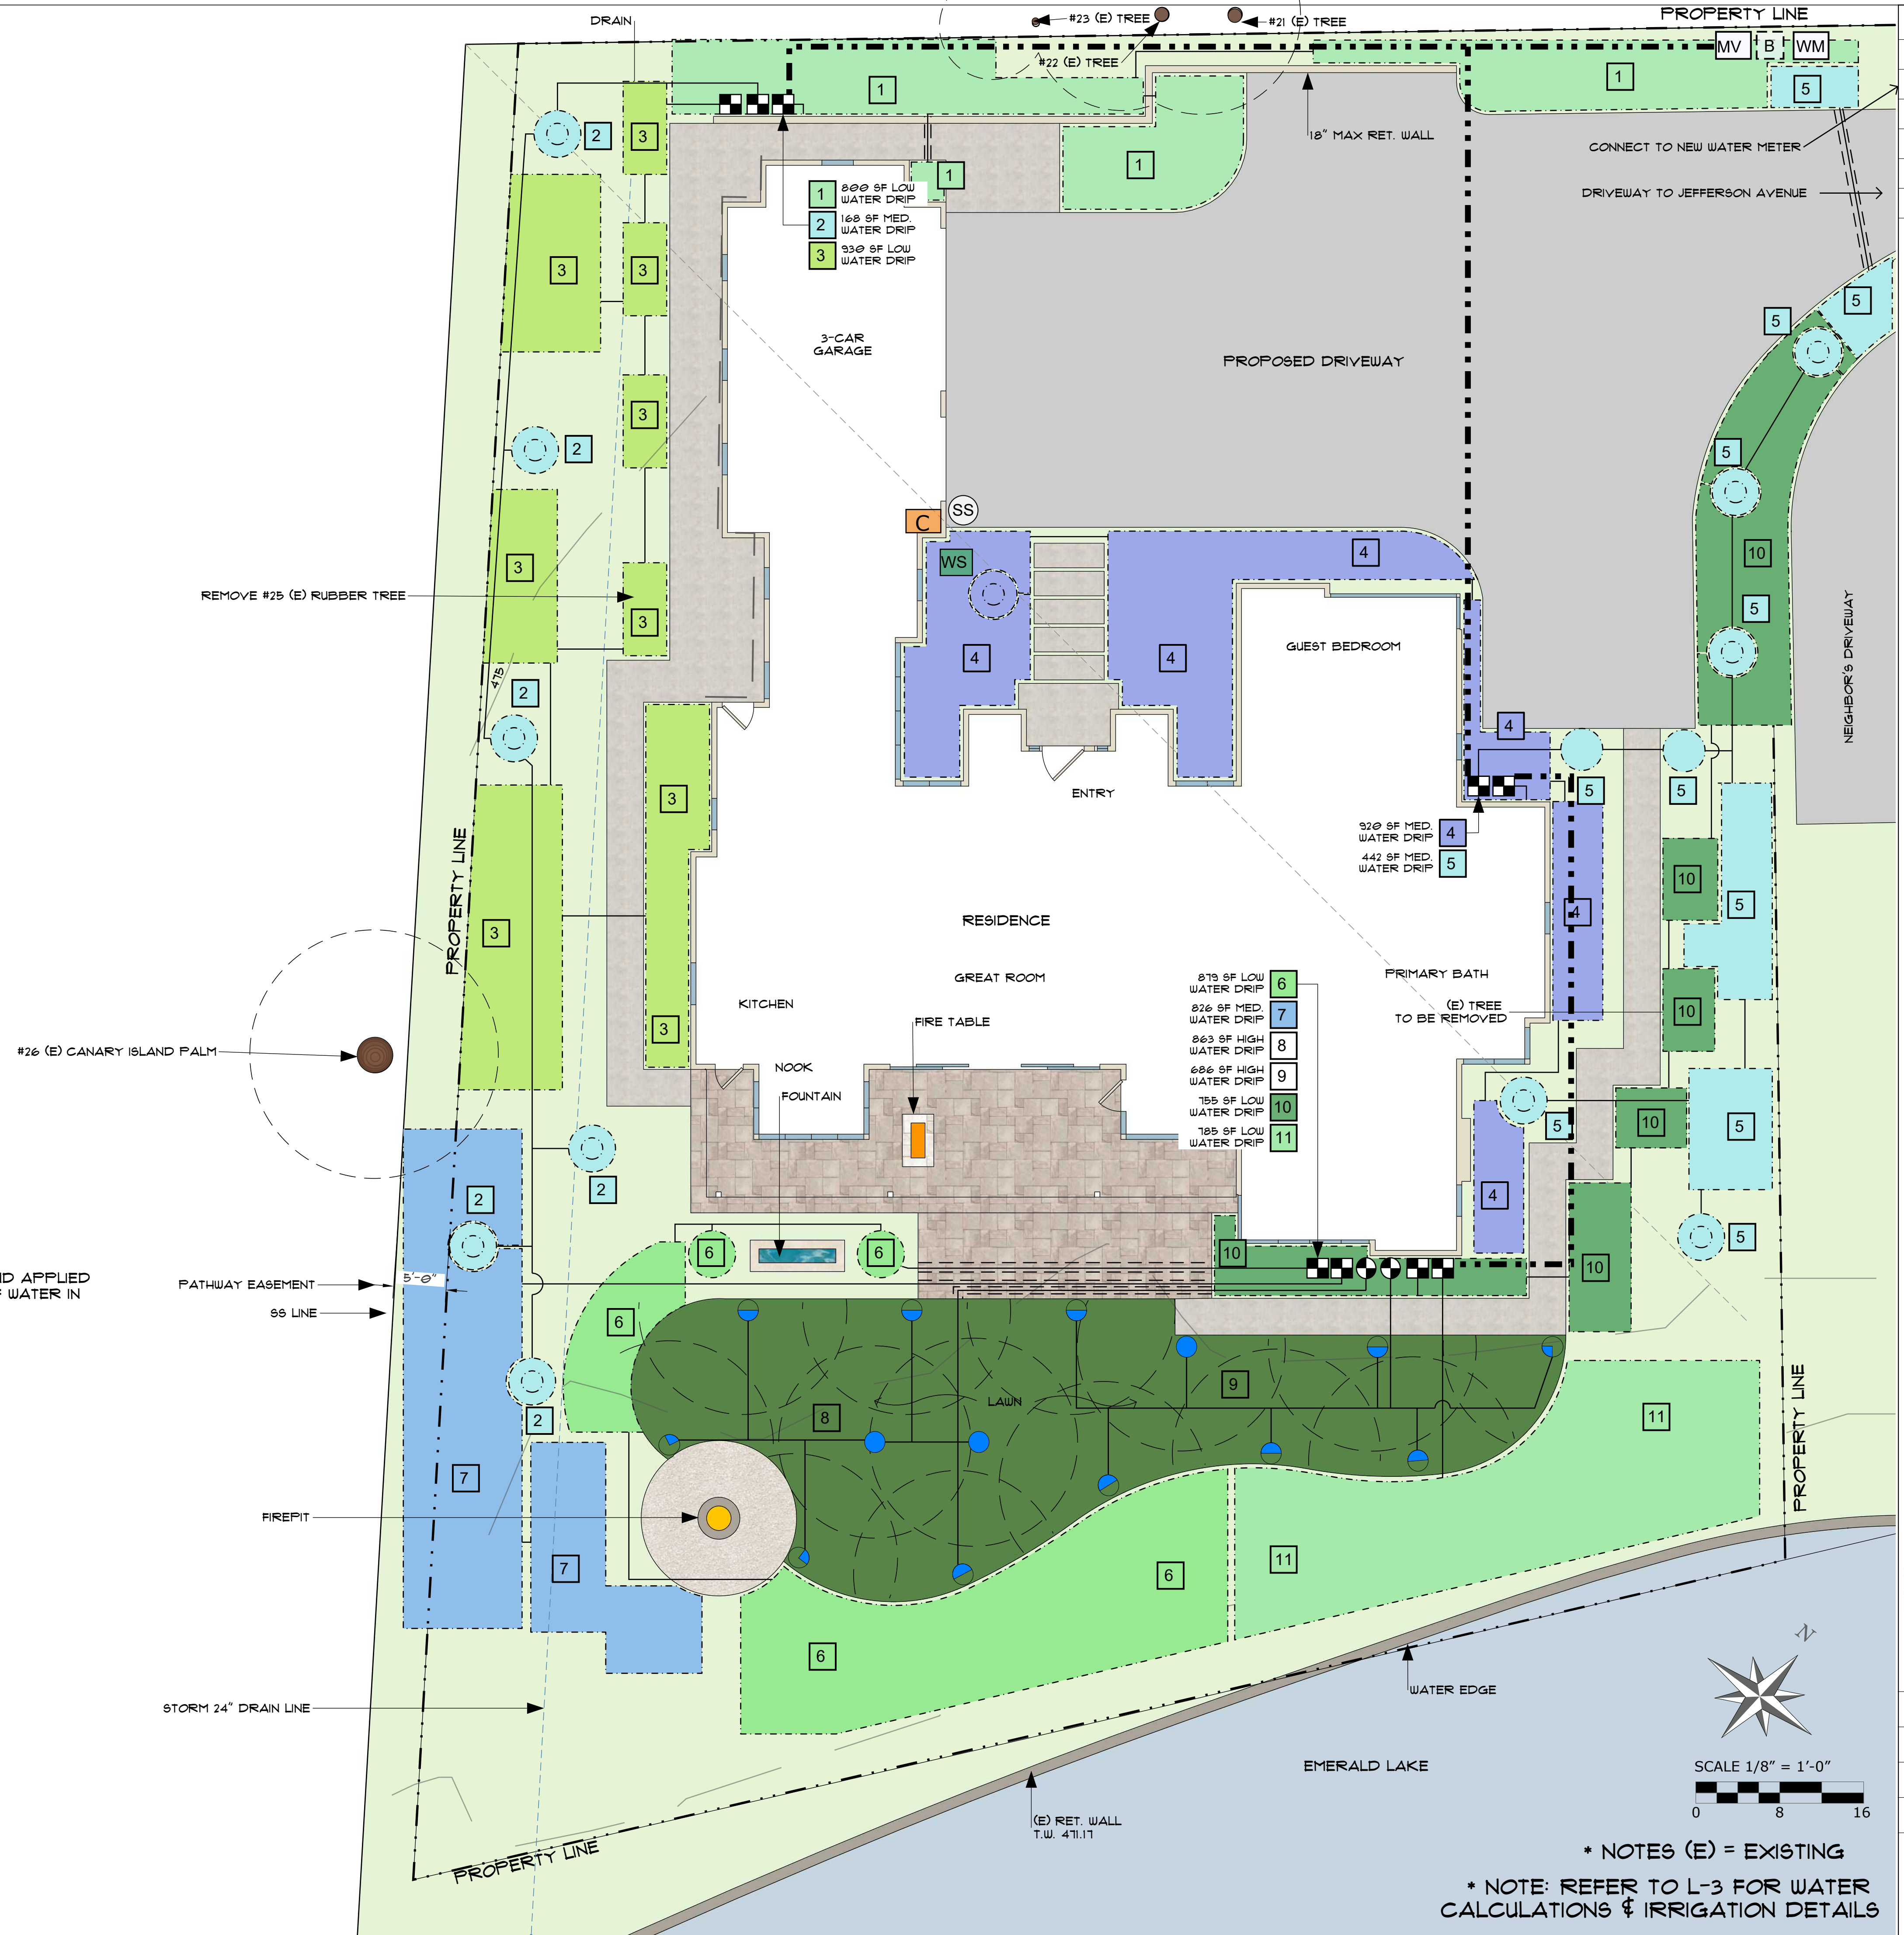 DRAIN
#23 (E) TREE
#21 (E) TREE
#22 (E) TREE
PROPERTY LINE
MV
B
WM
1
1
5
3
2
18" MAX RET. WALL
CONNECT TO NEW WATER METER
1
1
DRIVEWAY TO JEFFERSON AVENUE
1
800 SF LOW
WATER DRIP
2
168 SF MED.
WATER DRIP
3
930 SF LOW
WATER DRIP
3
3
5
5
3-CAR
GARAGE
PROPOSED DRIVEWAY
3
2
5
C
SS
WS
4
10
3
REMOVE #25 (E) RUBBER TREE
3
5
4
4
GUEST BEDROOM
NEIGHBOR'S DRIVEWAY
475
2
4
3
ENTRY
5
5
920 SF MED.
WATER DRIP
4
442 SF MED.
WATER DRIP
5
PROPERTY LINE
3
RESIDENCE
4
10
5
GREAT ROOM
KITCHEN
3
PRIMARY BATH
(E) TREE
TO BE REMOVED
10
879 SF LOW
WATER DRIP
6
826 SF MED.
WATER DRIP
7
863 SF HIGH
WATER DRIP
8
686 SF HIGH
WATER DRIP
9
755 SF LOW
WATER DRIP
10
785 SF LOW
WATER DRIP
11
FIRE TABLE
#26 (E) CANARY ISLAND PALM
NOOK
FOUNTAIN
5
10
5
2
2
4
5
6
6
10
10
ID APPLIED
F WATER IN
PATHWAY EASEMENT
5'-0"
SS LINE
6
LAWN
9
8
2
11
PROPERTY LINE
7
FIREPIT
7
6
11
6
N
STORM 24" DRAIN LINE
WATER EDGE
EMERALD LAKE
SCALE 1/8" = 1'-0"
0 8 16
(E) RET. WALL
T.W. 471.17
PROPERTY LINE
* NOTES (E) = EXISTING
* NOTE: REFER TO L-3 FOR WATER
CALCULATIONS & IRRIGATION DETAILS